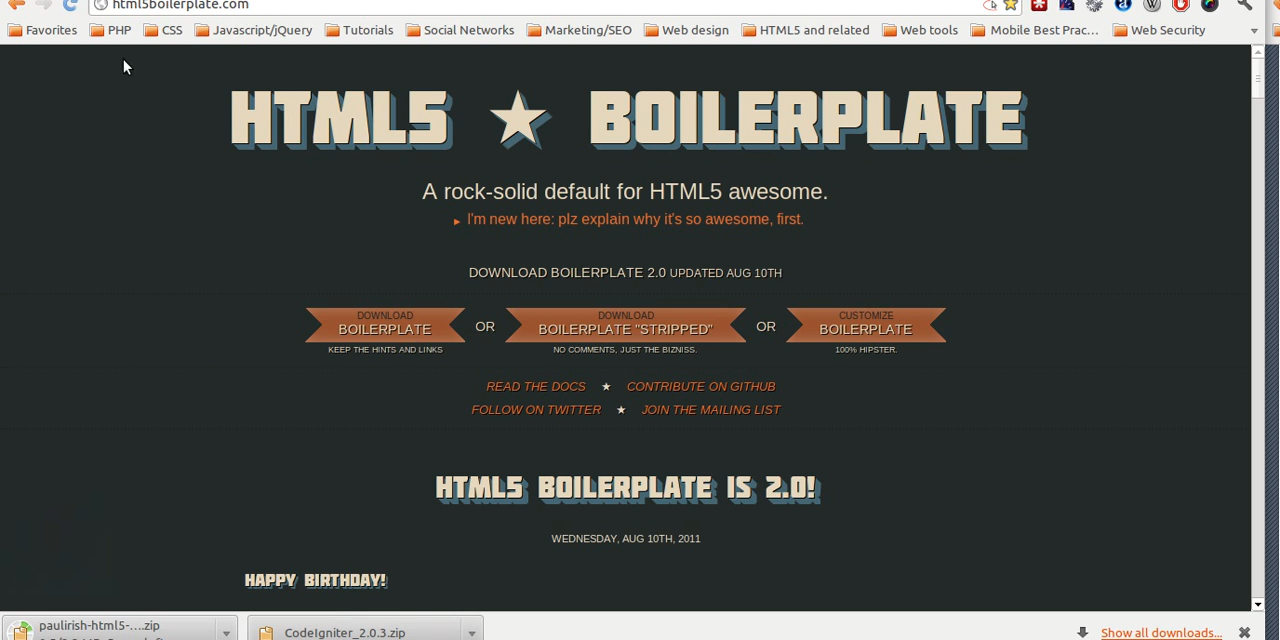 html5boilerplate.com
Favorites PHP CSS Javascript/jQuery Tutorials Social Networks Marketing/SEO Web design HTML5 and related Web tools Mobile Best Prac... Web Security
HTML5 ★ BOILERPLATE
A rock-solid default for HTML5 awesome.
► I'm new here: plz explain why it's so awesome, first.
DOWNLOAD BOILERPLATE 2.0 UPDATED AUG 10TH
DOWNLOAD DOWNLOAD CUSTOMIZE
BOILERPLATE OR BOILERPLATE "STRIPPED" OR BOILERPLATE
KEEP THE HINTS AND LINKS NO COMMENTS, JUST THE BIZNISS. 100% HIPSTER.
READ THE DOCS ★ CONTRIBUTE ON GITHUB
FOLLOW ON TWITTER ★ JOIN THE MAILING LIST
HTML5 BOILERPLATE IS 2.0!
WEDNESDAY, AUG 10TH, 2011
HAPPY BIRTHDAY!
paulirish-html5-....zip
CodeIgniter_2.0.3.zip Show all downloads...